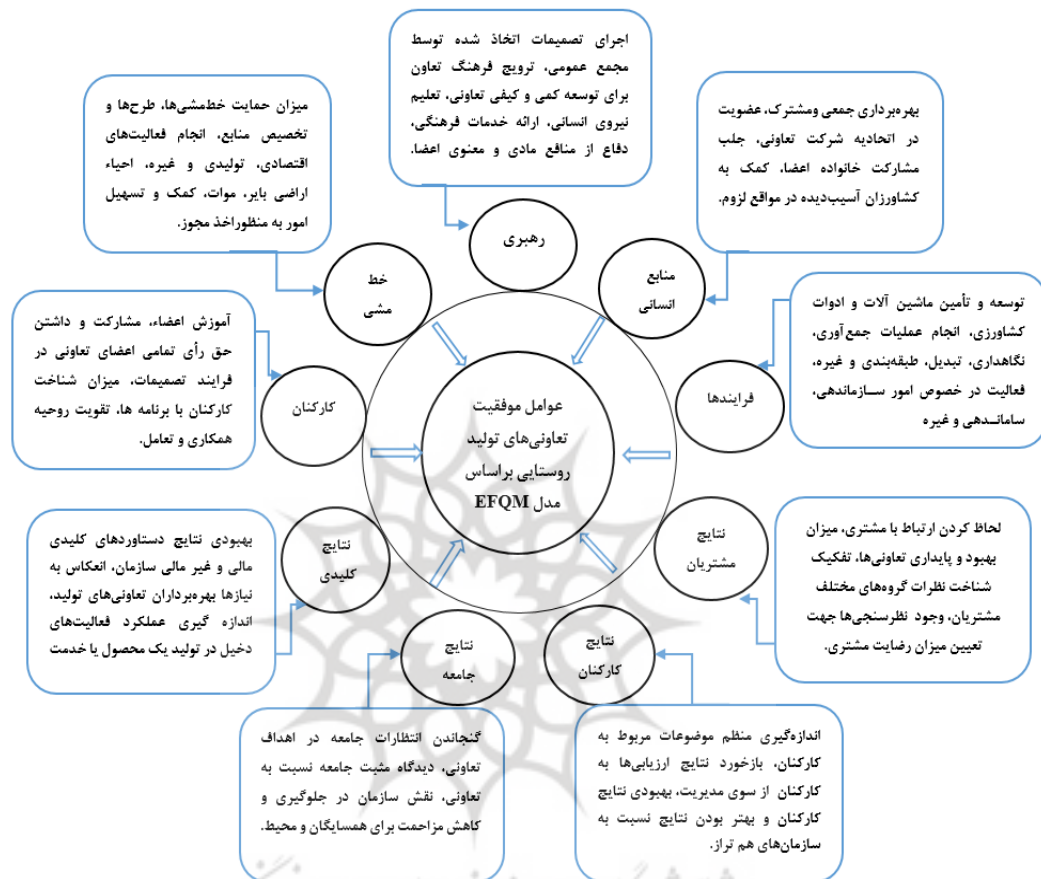 اجرای تصمیمات اتخاذ شده توسط
مجمع عمومی، ترویج فرهنگ تعاون
برای توسعه کمی و کیفی تعاونی، تعلیم
نیروی انسانی، ارائه خدمات فرهنگی،
دفاع از منافع مادی و معنوی اعضا.
بهره‌برداری جمعی ومشترک، عضویت
در اتحادیه شرکت تعاونی، جلب
مشارکت خانواده اعضا، کمک به
کشاورزان آسیب‌دیده در مواقع لزوم.
میزان حمایت خط‌مشی‌ها، طرح‌ها و
تخصیص منابع، انجام فعالیت‌های
اقتصادی، تولیدی و غیره، احیاء
اراضی بایر، موات، کمک و تسهیل
امور به منظوراخذ مجوز.
رهبری
منابع
انسانی
خط
مشی
توسعه و تأمین ماشین آلات و ادوات
کشاورزی، انجام عملیات جمع‌آوری،
نگاهداری، تبدیل، طبقه‌بندی و غیره،
فعالیت در خصوص امور سـازماندهی،
سامانـدهی و غیره
فرایندها
آموزش اعضاء، مشارکت و داشتن
حق رأی تمامی اعضای تعاونی در
فرایند تصمیمات، میزان شناخت
کارکنان با برنامه ها، تقویت روحیه
همکاری و تعامل.
کارکنان
عوامل موفقیت
تعاونی‌های تولید
روستایی براساس
مدل EFQM
لحاظ کردن ارتباط با مشتری، میزان
بهبود و پایداری تعاونی‌ها، تفکیک
شناخت نظرات گروه‌های مختلف
مشتریان، وجود نظرسنجی‌ها جهت
تعیین میزان رضایت مشتری.
نتایج
مشتریان
بهبودی نتایج دستاوردهای کلیدی
مالی و غیر مالی سازمان، انعکاس به
نیازها بهره‌برداران تعاونی‌های تولید،
اندازه گیری عملکرد فعالیت‌های
دخیل در تولید یک محصول یا خدمت
نتایج
کلیدی
نتایج
کارکنان
نتایج
جامعه
اندازه‌گیری منظم موضوعات مربوط به
کارکنان، بازخورد نتایج ارزیابی‌ها به
کارکنان از سوی مدیریت، بهبودی نتایج
کارکنان و بهتر بودن نتایج نسبت به
سازمان‌های هم تراز.
گنجاندن انتظارات جامعه در اهداف
تعاونی، دیدگاه مثبت جامعه نسبت به
تعاونی، نقش سازمان در جلوگیری و
کاهش مزاحمت برای همسایگان و محیط.